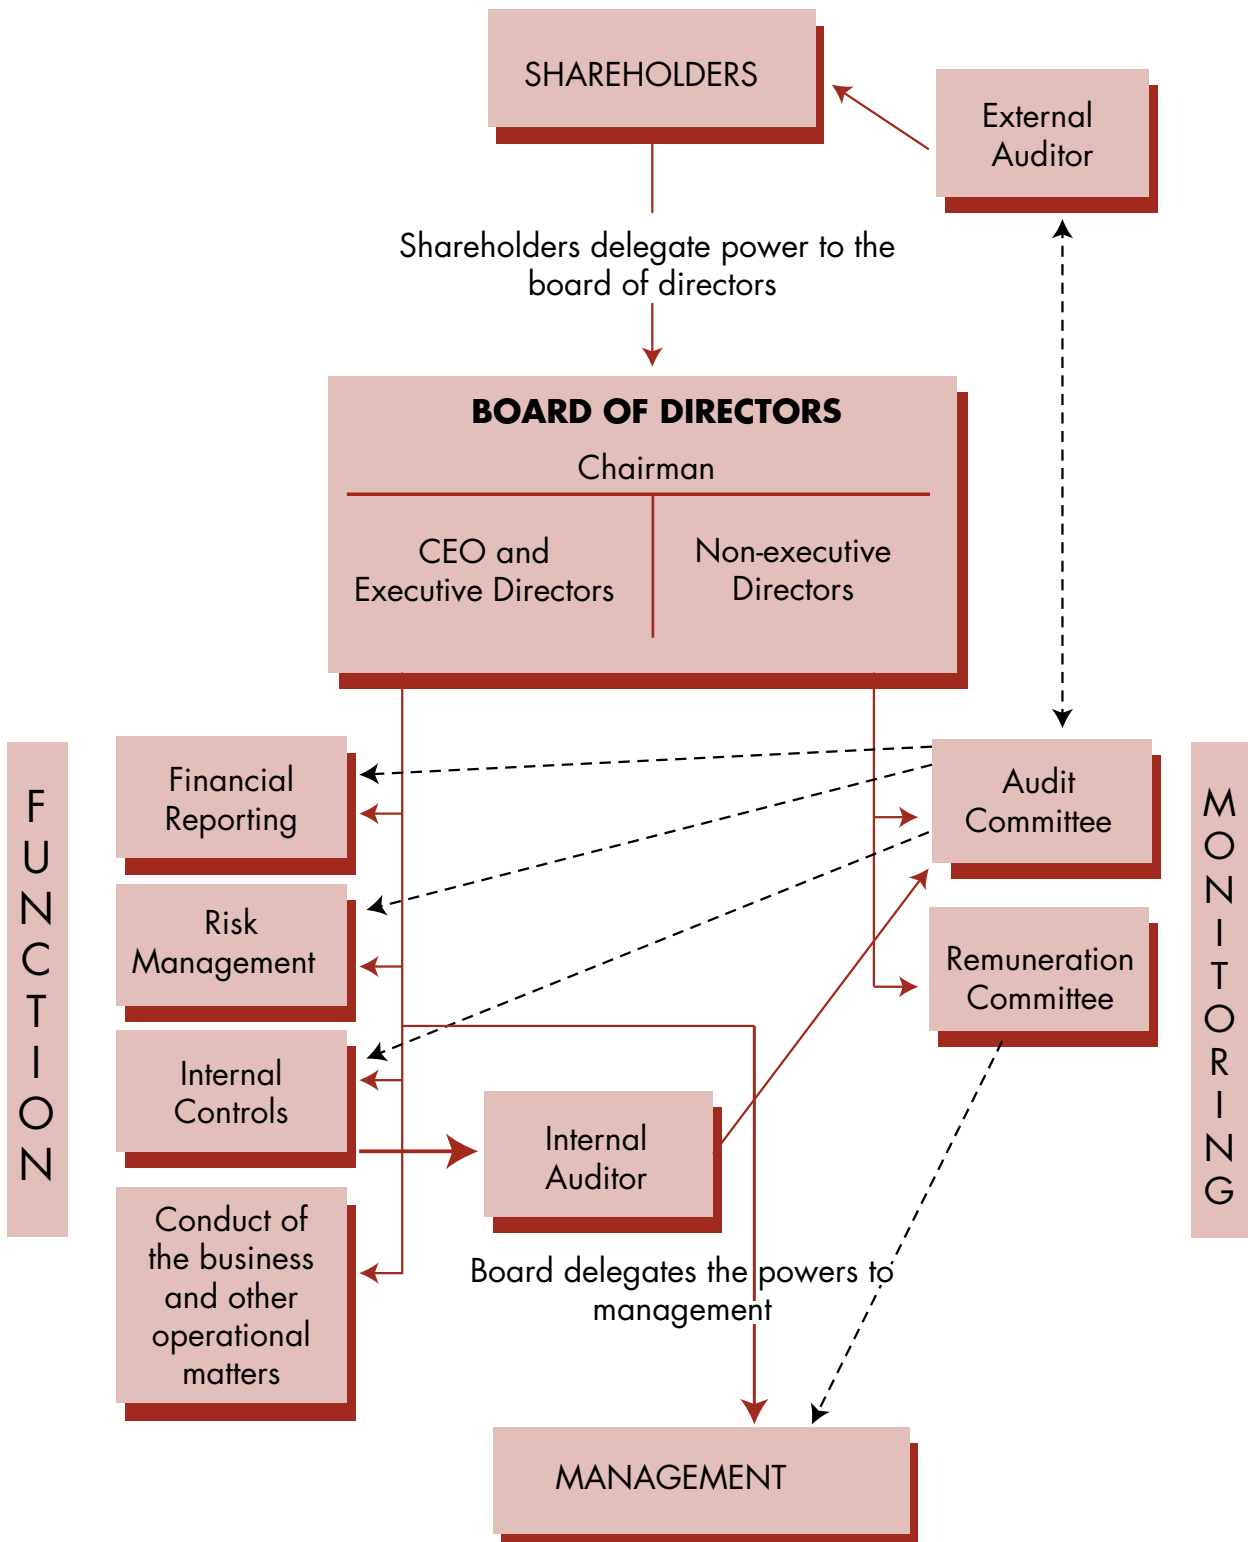 SHAREHOLDERS
External
Auditor
Shareholders delegate power to the
board of directors
BOARD OF DIRECTORS
Chairman
CEO and
Executive Directors
Non-executive
Directors
FUNCTION
Financial
Reporting
Risk
Management
Internal
Controls
Conduct of
the business
and other
operational
matters
Internal
Auditor
Audit
Committee
Remuneration
Committee
MONITORING
Board delegates the powers to
management
MANAGEMENT